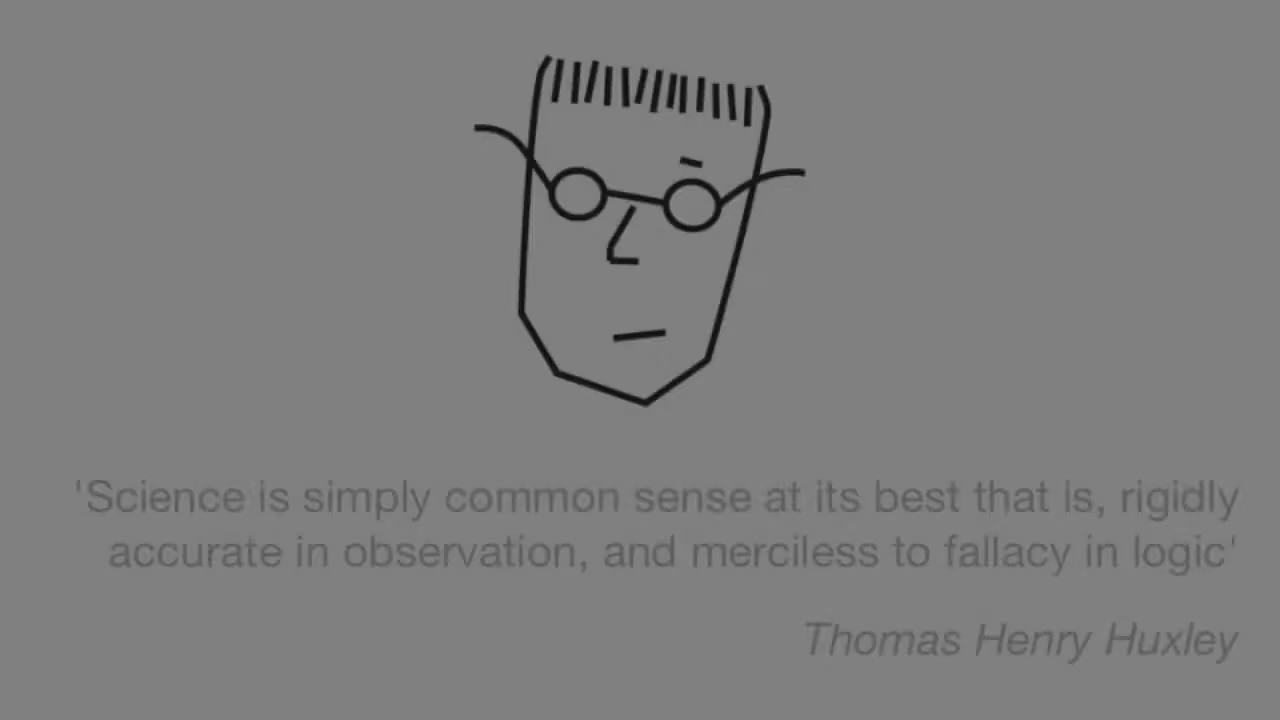 'Science is simply common sense at its best that is, rigidly
accurate in observation, and merciless to fallacy in logic'
Thomas Henry Huxley